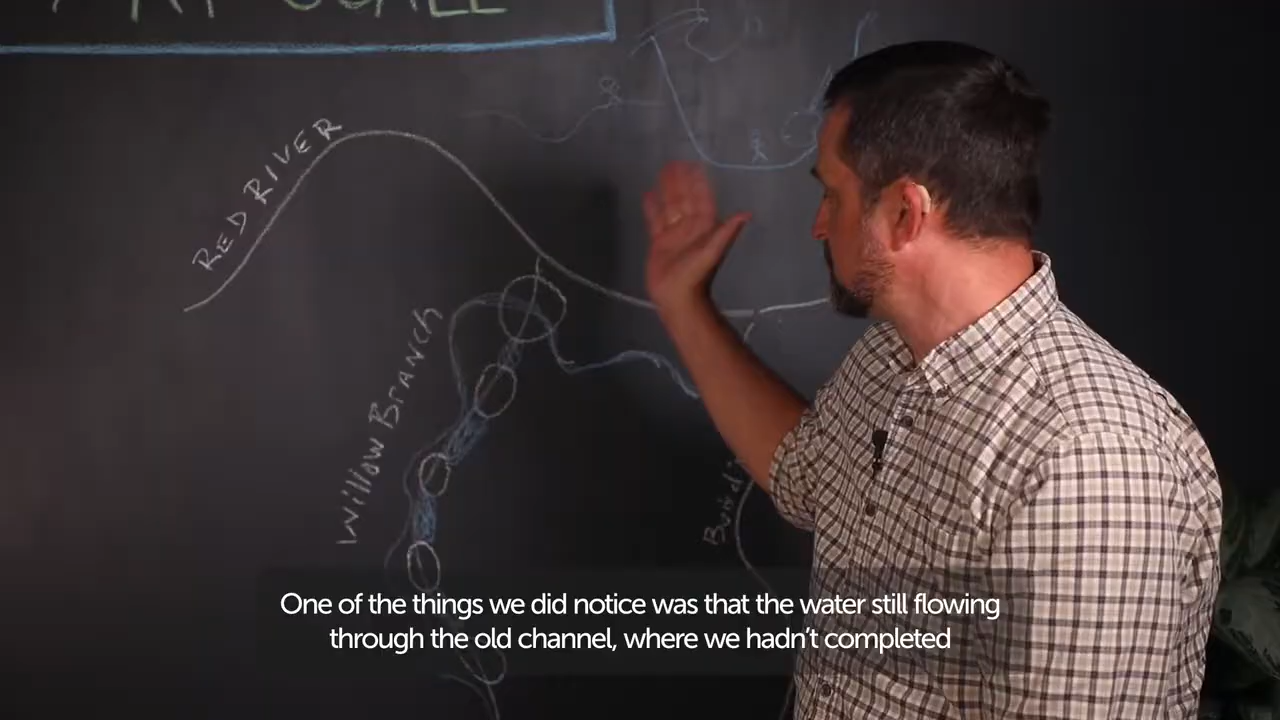 RED RIVER
Willow Branch
One of the things we did notice was that the water still flowing
through the old channel, where we hadn't completed